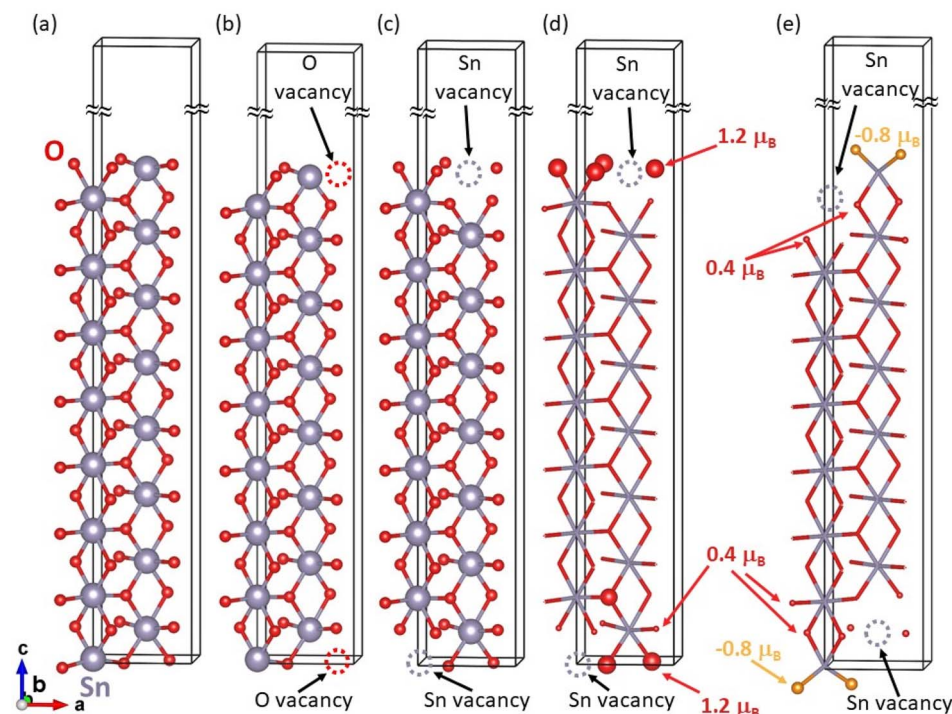 (a)
(b)
(c)
(d)
(e)
O
vacancy
Sn
vacancy
Sn
vacancy
Sn
vacancy
O
1.2 μB
-0.8 μB
0.4 μB
0.4 μB
-0.8 μB
1.2 μB
c
b
a
Sn
O vacancy
Sn vacancy
Sn vacancy
Sn vacancy